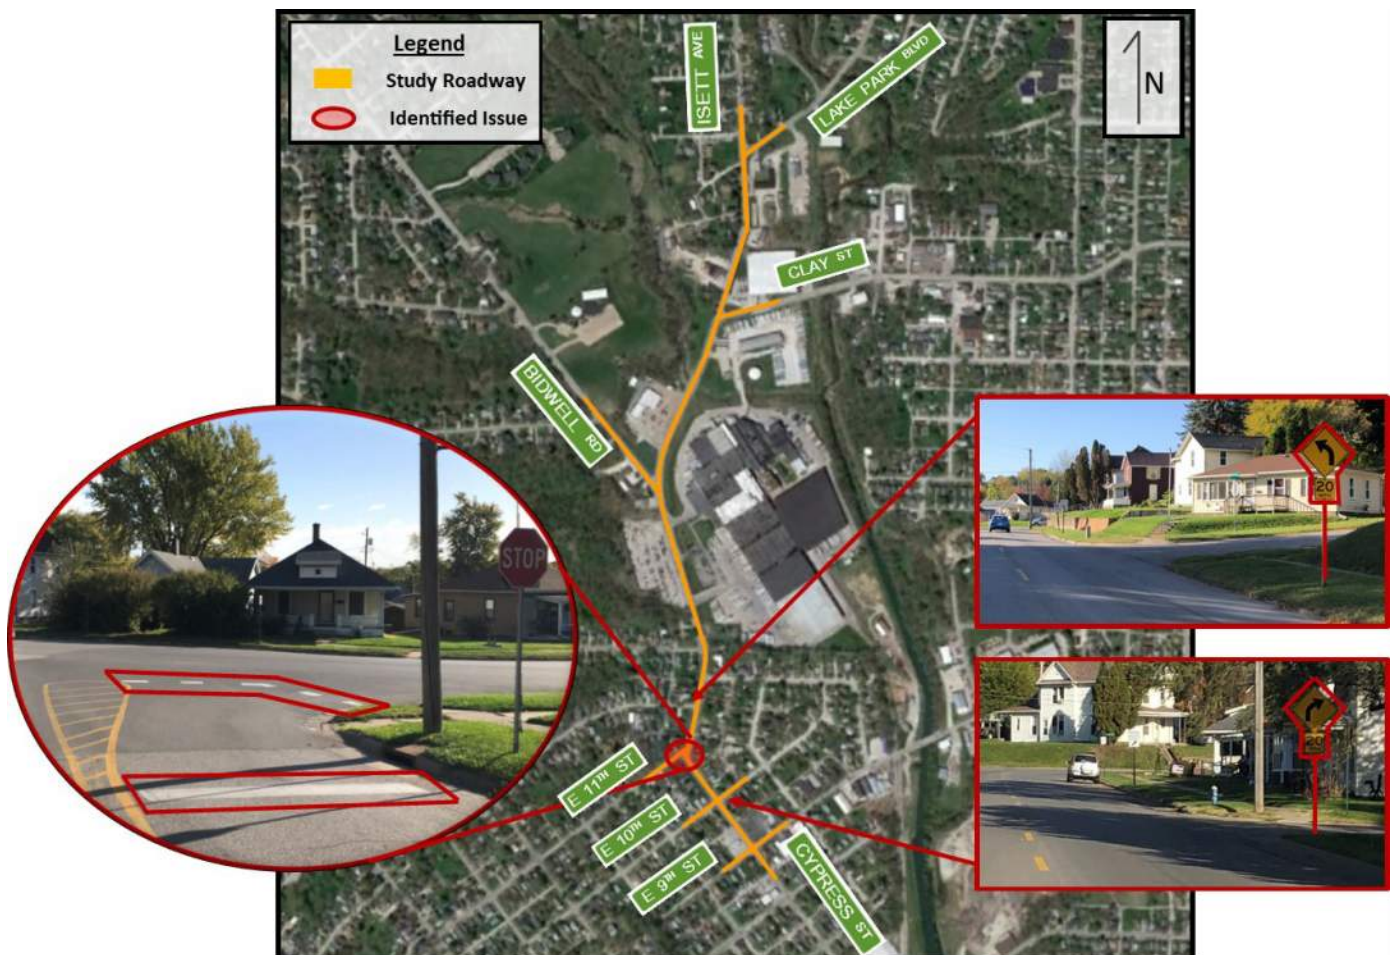 Legend
Study Roadway
Identified Issue
ISETT AVE
LAKE PARK BLVD
N
CLAY ST
BIDWELL RD
20
STOP
20
E 11TH ST
E 10TH ST
E 9TH ST
CYPRESS ST